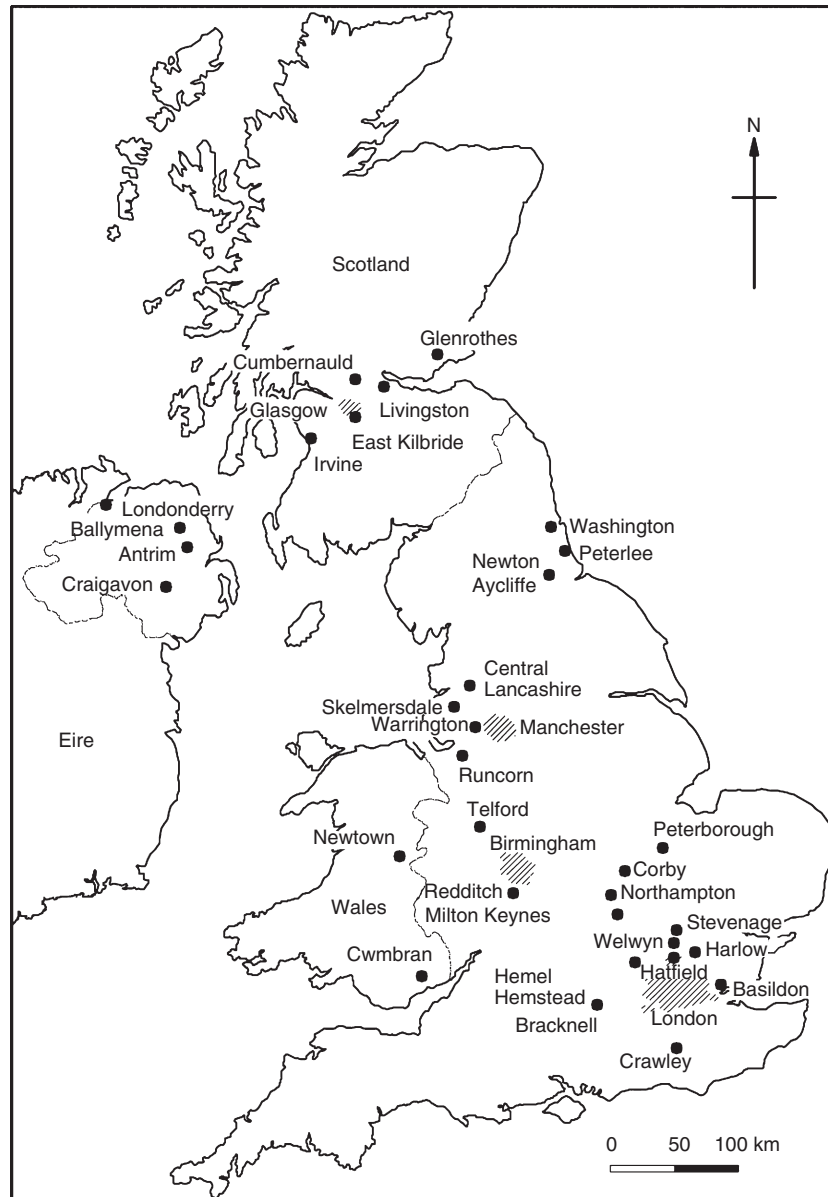 N
Scotland
Glenrothes
Cumbernauld
Glasgow
Livingston
East Kilbride
Irvine
Londonderry
Ballymena
Antrim
Craigavon
Washington
Peterlee
Newton
Aycliffe
Central
Lancashire
Skelmersdale
Warrington
Manchester
Eire
Runcorn
Telford
Birmingham
Peterborough
Newtown
Corby
Redditch
Northampton
Wales
Milton Keynes
Stevenage
Welwyn
Harlow
Cwmbran
Hatfield
Hemel
Hemstead
Basildon
Bracknell
London
Crawley
0 50 100 km